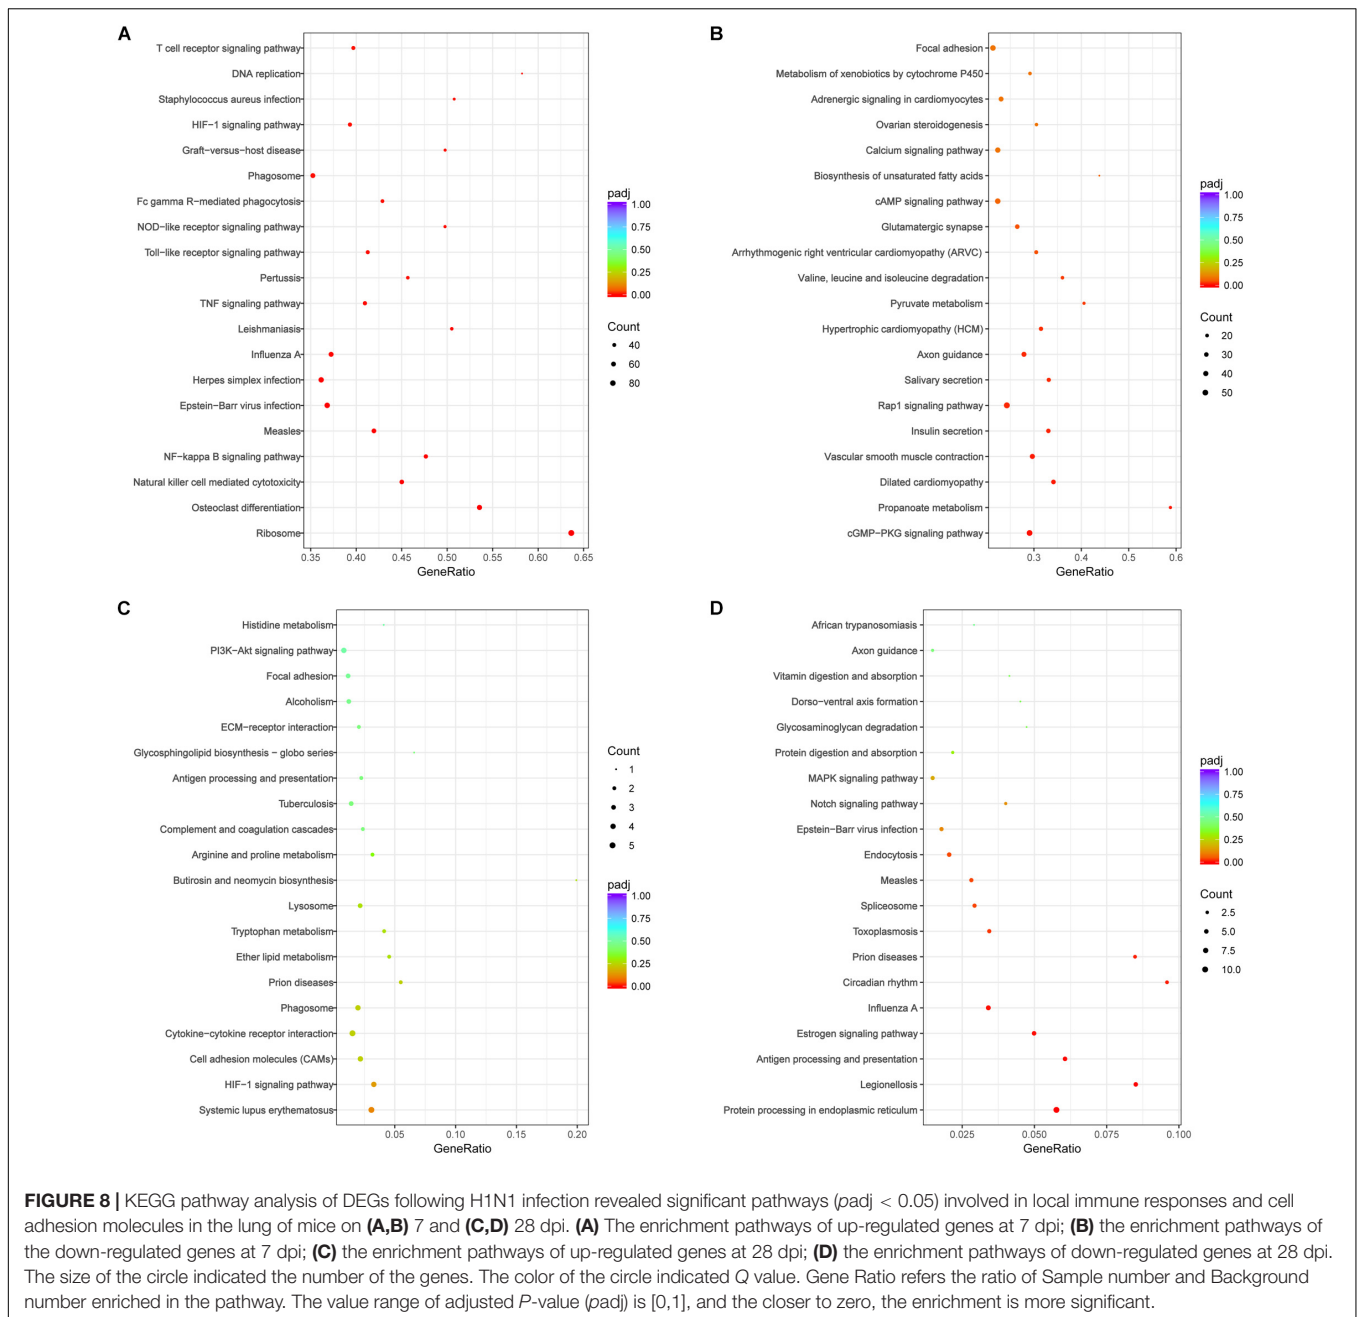 A
T cell receptor signaling pathway
DNA replication
Staphylococcus aureus infection
HIF−1 signaling pathway
Graft−versus−host disease
Phagosome
Fc gamma R−mediated phagocytosis
NOD−like receptor signaling pathway
Toll−like receptor signaling pathway
Pertussis
TNF signaling pathway
Leishmaniasis
Influenza A
Herpes simplex infection
Epstein−Barr virus infection
Measles
NF−kappa B signaling pathway
Natural killer cell mediated cytotoxicity
Osteoclast differentiation
Ribosome
0.35 0.40 0.45 0.50 0.55 0.60 0.65
GeneRatio
padj
1.00
0.75
0.50
0.25
0.00
Count
40
60
80
B
Focal adhesion
Metabolism of xenobiotics by cytochrome P450
Adrenergic signaling in cardiomyocytes
Ovarian steroidogenesis
Calcium signaling pathway
Biosynthesis of unsaturated fatty acids
cAMP signaling pathway
Glutamatergic synapse
Arrhythmogenic right ventricular cardiomyopathy (ARVC)
Valine, leucine and isoleucine degradation
Pyruvate metabolism
Hypertrophic cardiomyopathy (HCM)
Axon guidance
Salivary secretion
Rap1 signaling pathway
Insulin secretion
Vascular smooth muscle contraction
Dilated cardiomyopathy
Propanoate metabolism
cGMP−PKG signaling pathway
0.3 0.4 0.5 0.6
GeneRatio
padj
1.00
0.75
0.50
0.25
0.00
Count
20
30
40
50
C
Histidine metabolism
PI3K−Akt signaling pathway
Focal adhesion
Alcoholism
ECM−receptor interaction
Glycosphingolipid biosynthesis − globo series
Antigen processing and presentation
Tuberculosis
Complement and coagulation cascades
Arginine and proline metabolism
Butirosin and neomycin biosynthesis
Lysosome
Tryptophan metabolism
Ether lipid metabolism
Prion diseases
Phagosome
Cytokine−cytokine receptor interaction
Cell adhesion molecules (CAMs)
HIF−1 signaling pathway
Systemic lupus erythematosus
0.05 0.10 0.15 0.20
GeneRatio
Count
1
2
3
4
5
padj
1.00
0.75
0.50
0.25
0.00
D
African trypanosomiasis
Axon guidance
Vitamin digestion and absorption
Dorso−ventral axis formation
Glycosaminoglycan degradation
Protein digestion and absorption
MAPK signaling pathway
Notch signaling pathway
Epstein−Barr virus infection
Endocytosis
Measles
Spliceosome
Toxoplasmosis
Prion diseases
Circadian rhythm
Influenza A
Estrogen signaling pathway
Antigen processing and presentation
Legionellosis
Protein processing in endoplasmic reticulum
0.025 0.050 0.075 0.100
GeneRatio
padj
1.00
0.75
0.50
0.25
0.00
Count
2.5
5.0
7.5
10.0
FIGURE 8 | KEGG pathway analysis of DEGs following H1N1 infection revealed significant pathways (padj < 0.05) involved in local immune responses and cell
adhesion molecules in the lung of mice on (A,B) 7 and (C,D) 28 dpi. (A) The enrichment pathways of up-regulated genes at 7 dpi; (B) the enrichment pathways of
the down-regulated genes at 7 dpi; (C) the enrichment pathways of up-regulated genes at 28 dpi; (D) the enrichment pathways of down-regulated genes at 28 dpi.
The size of the circle indicated the number of the genes. The color of the circle indicated Q value. Gene Ratio refers the ratio of Sample number and Background
number enriched in the pathway. The value range of adjusted P-value (padj) is [0,1], and the closer to zero, the enrichment is more significant.